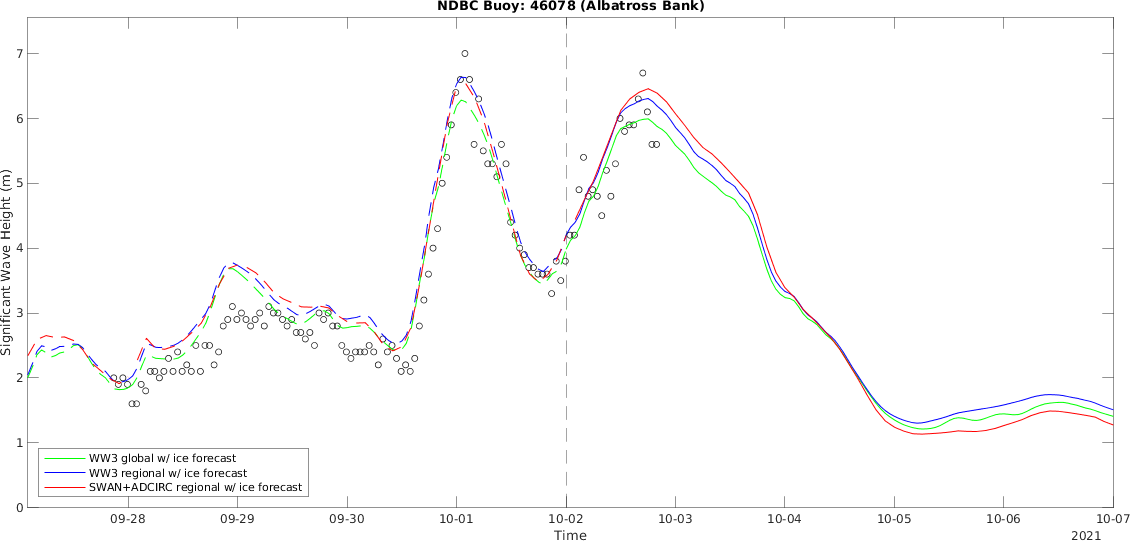 NDBC Buoy: 46078 (Albatross Bank)
Significant Wave Height (m)
7
6
5
4
3
2
1
0
WW3 global w/ ice forecast
WW3 regional w/ ice forecast
SWAN+ADCIRC regional w/ ice forecast
09-28 09-29 09-30 10-01 10-02 10-03 10-04 10-05 10-06 10-07
Time
2021